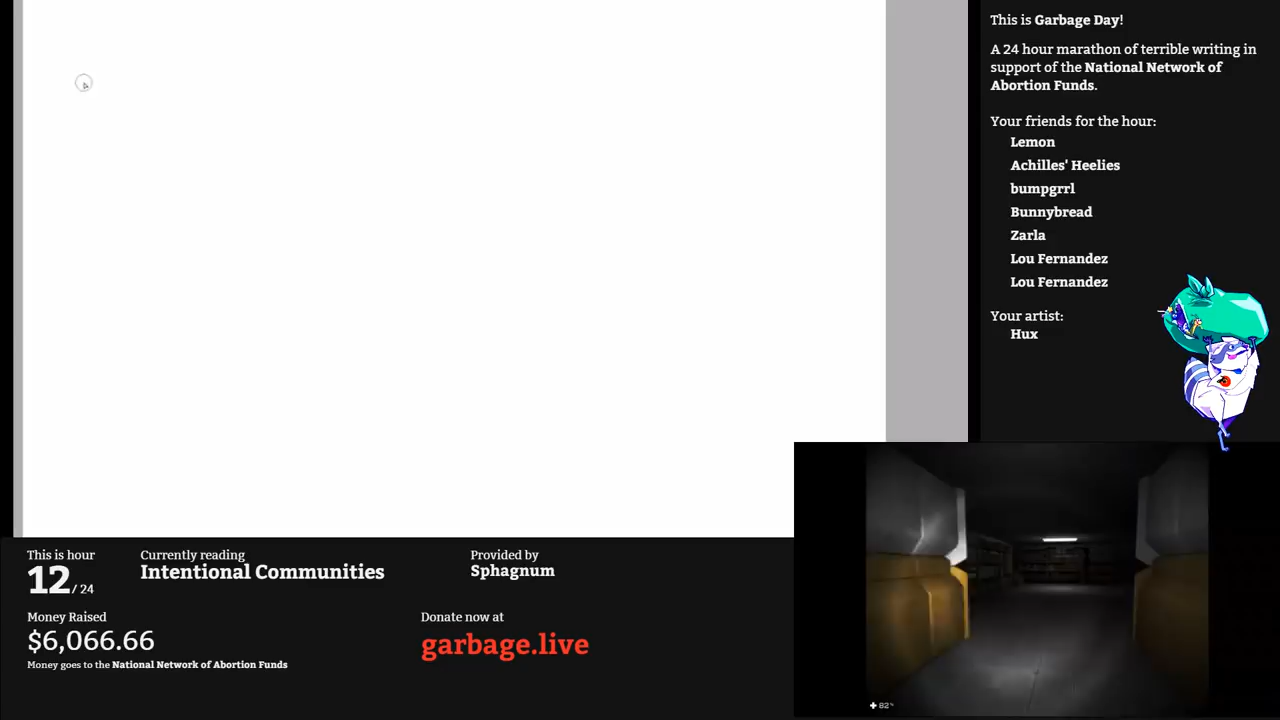 This is Garbage Day!
A 24 hour marathon of terrible writing in
support of the National Network of
Abortion Funds.
Your friends for the hour:
Lemon
Achilles' Heelies
bumpgrrl
Bunnybread
Zarla
Lou Fernandez
Lou Fernandez
Your artist:
Hux
This is hour
12 / 24
Currently reading
Intentional Communities
Provided by
Sphagnum
Money Raised
$6,066.66
Money goes to the National Network of Abortion Funds
Donate now at
garbage.live
82%